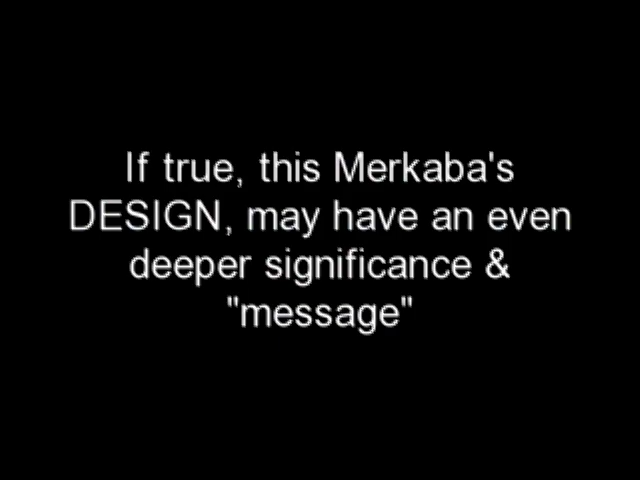 If true, this Merkaba's
DESIGN, may have an even
deeper significance &
"message"